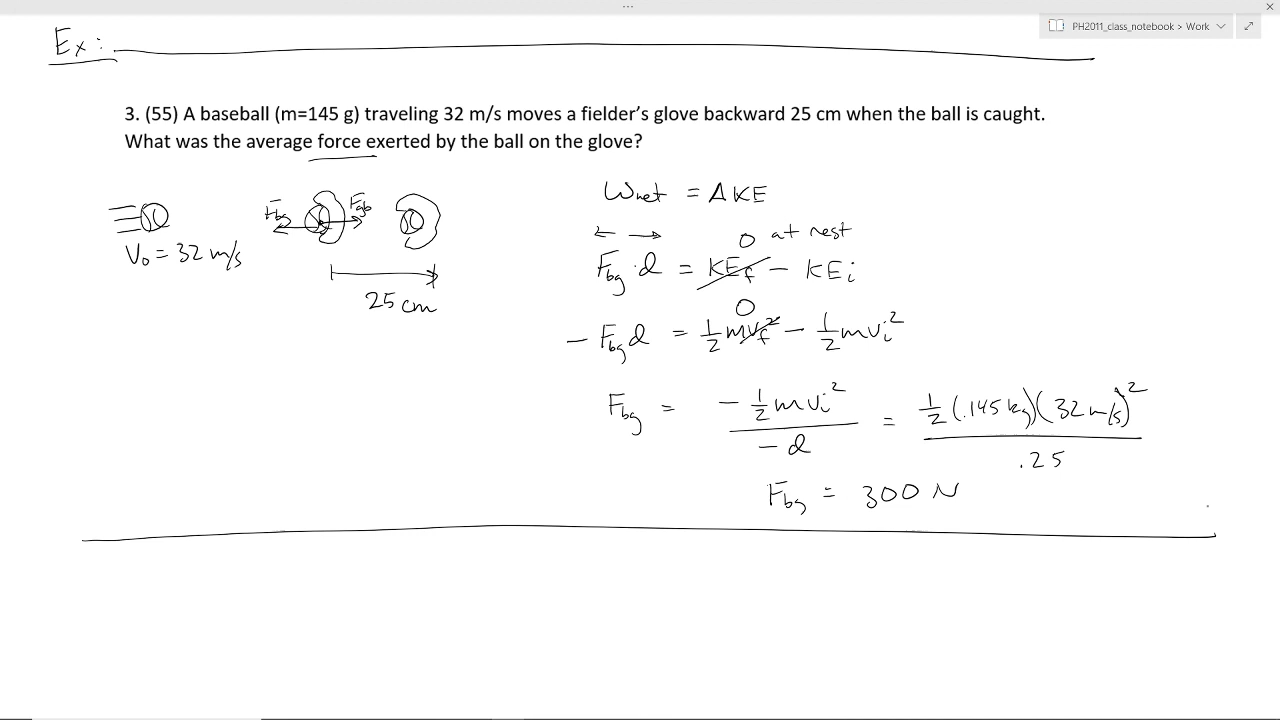 PH2011_class_notebook > Work
Ex:
3. (55) A baseball (m=145 g) traveling 32 m/s moves a fielder's glove backward 25 cm when the ball is caught.
What was the average force exerted by the ball on the glove?
Fbg Fgb
V₀ = 32 m/s
25 cm
Wnet = ΔKE
0 at rest
Fbg · d = KEf − KEi
0
− Fbg d = ½ mvf² − ½ mvi²
Fbg = − ½ mvi² / − d = ½ (.145 kg)(32 m/s)² / .25
Fbg = 300 N